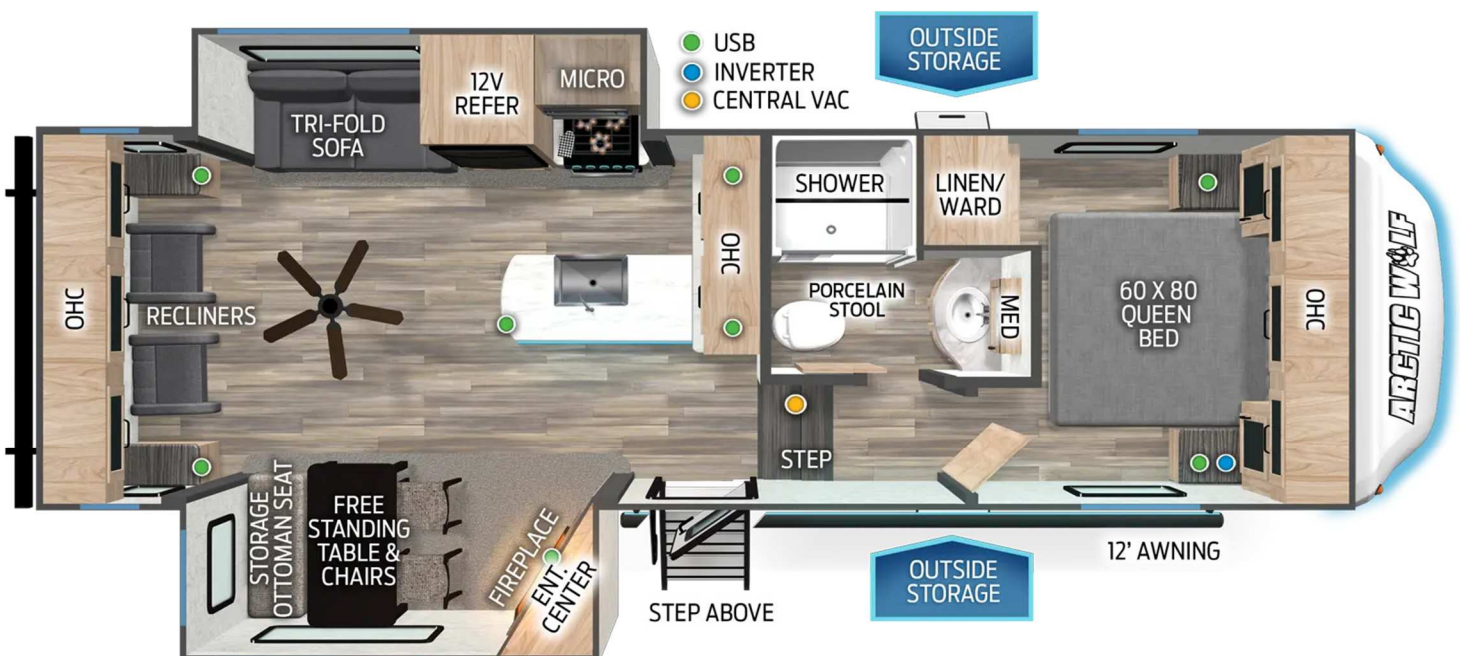 USB
INVERTER
CENTRAL VAC
OUTSIDE
STORAGE
12V
REFER
MICRO
TRI-FOLD
SOFA
SHOWER
LINEN/
WARD
OHC
RECLINERS
OHC
PORCELAIN
STOOL
MED
60 X 80
QUEEN
BED
OHC
ARCTIC WOLF
STEP
STORAGE
OTTOMAN SEAT
FREE
STANDING
TABLE &
CHAIRS
FIREPLACE
ENT.
CENTER
STEP ABOVE
OUTSIDE
STORAGE
12' AWNING